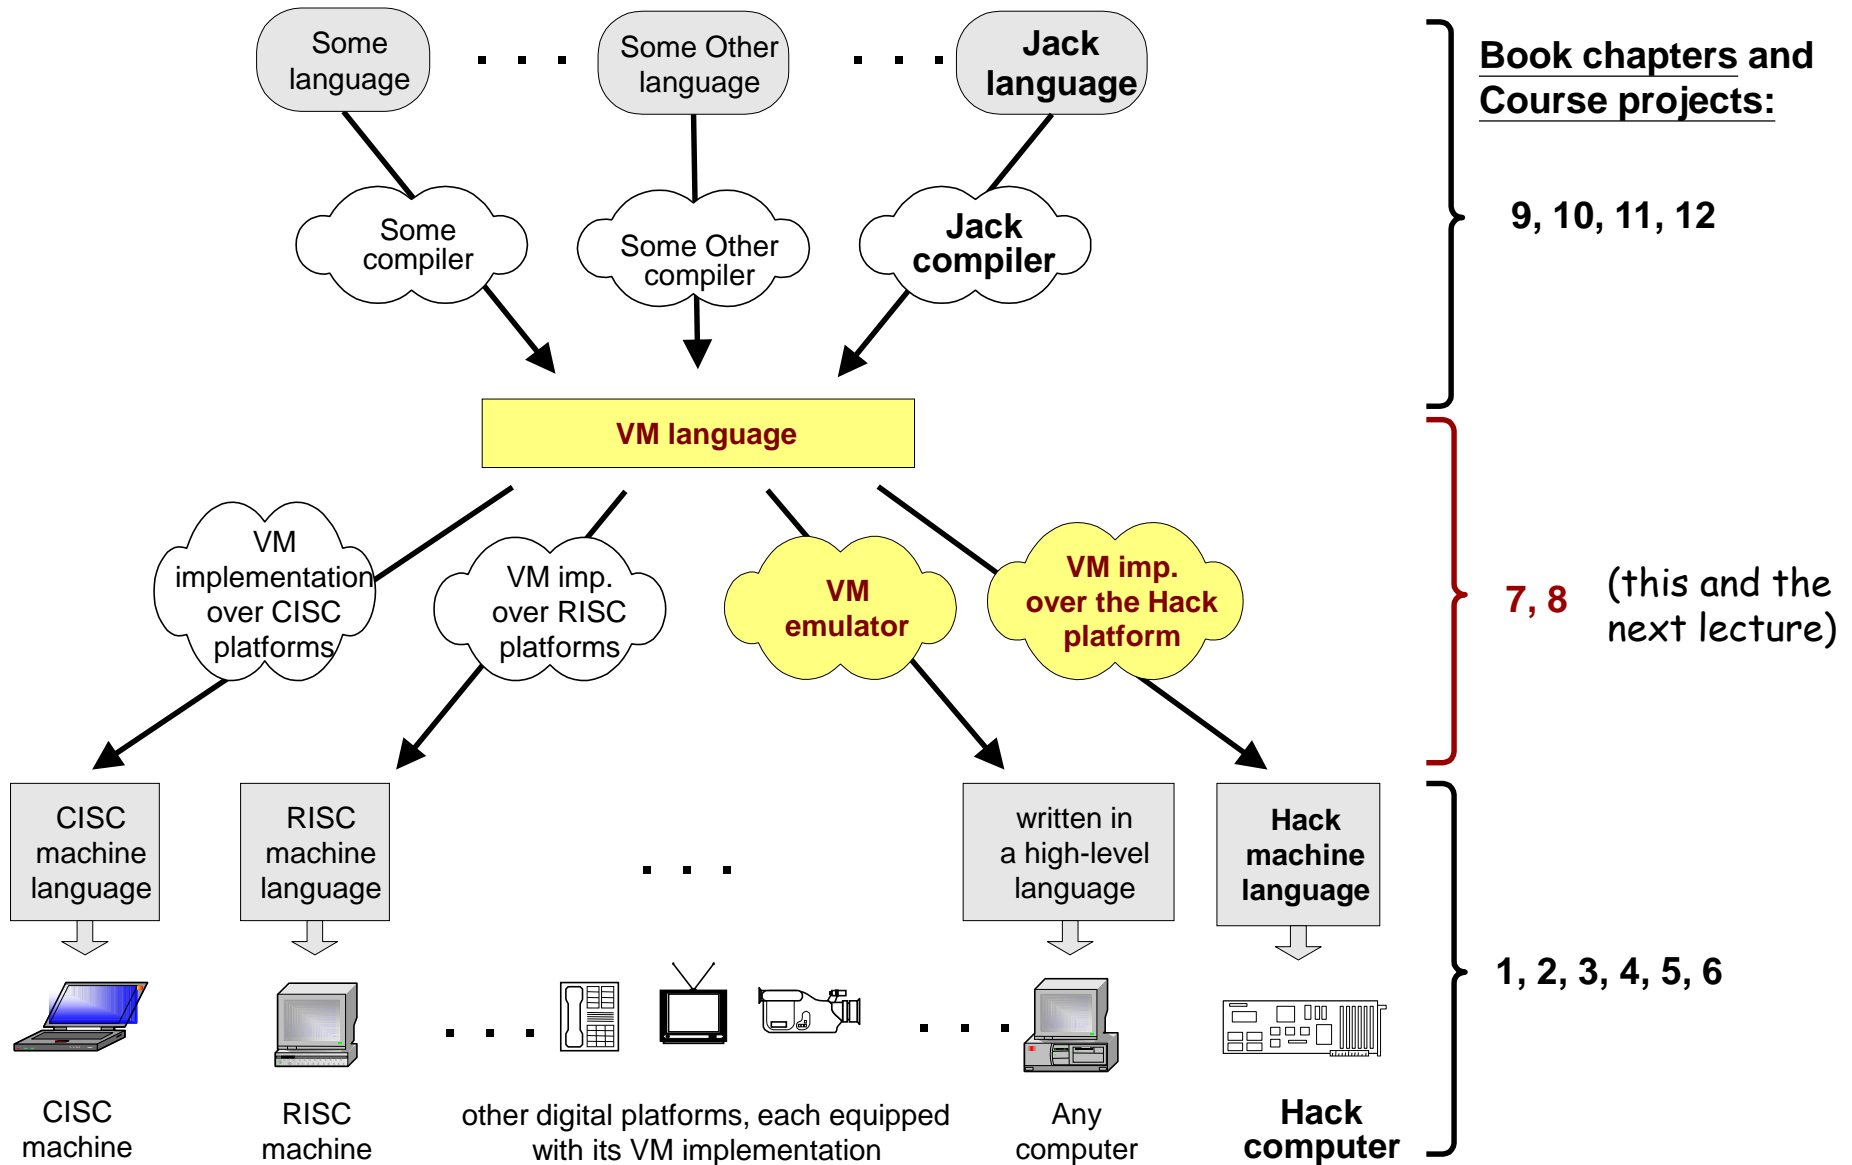 Some
language
Some Other
language
Jack
language
Book chapters and
Course projects:
Some
compiler
Some Other
compiler
Jack
compiler
9, 10, 11, 12
VM language
VM
implementation
over CISC
platforms
VM imp.
over RISC
platforms
VM
emulator
VM imp.
over the Hack
platform
7, 8
(this and the
next lecture)
CISC
machine
language
RISC
machine
language
. . .
written in
a high-level
language
Hack
machine
language
1, 2, 3, 4, 5, 6
CISC
machine
RISC
machine
other digital platforms, each equipped
with its VM implementation
Any
computer
Hack
computer